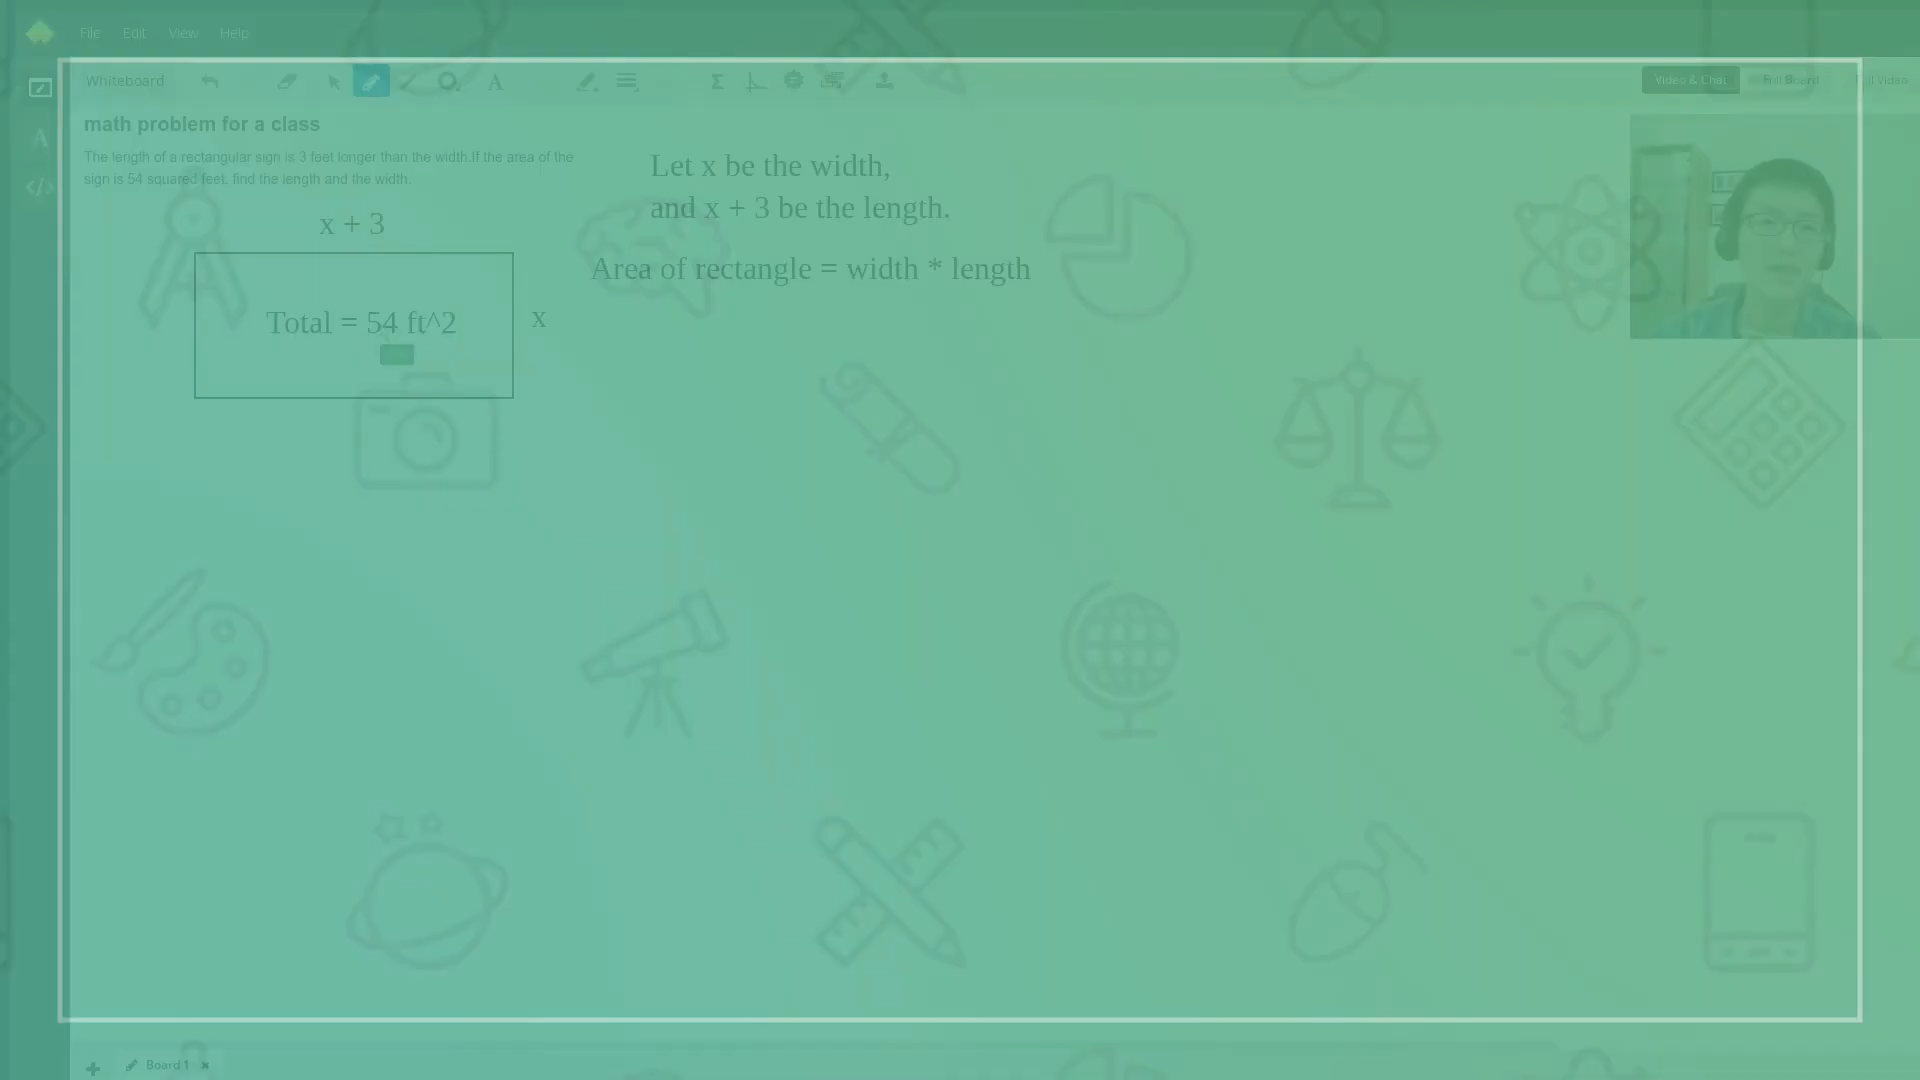 File Edit View Help
Whiteboard
A
Video & Chat Full Board Full Video
math problem for a class
The length of a rectangular sign is 3 feet longer than the width.If the area of the
sign is 54 squared feet, find the length and the width.
A
</>
Let x be the width,
and x + 3 be the length.
x + 3
Area of rectangle = width * length
Total = 54 ft^2
x
Board 1